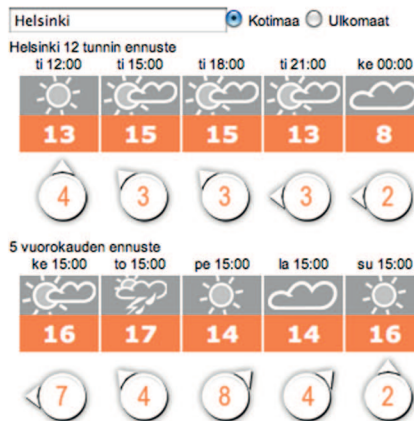 Helsinki Kotimaa Ulkomaat
Helsinki 12 tunnin ennuste
ti 12:00 ti 15:00 ti 18:00 ti 21:00 ke 00:00
13 15 15 13 8
4 3 3 3 2
5 vuorokauden ennuste
ke 15:00 to 15:00 pe 15:00 la 15:00 su 15:00
16 17 14 14 16
7 4 8 4 2